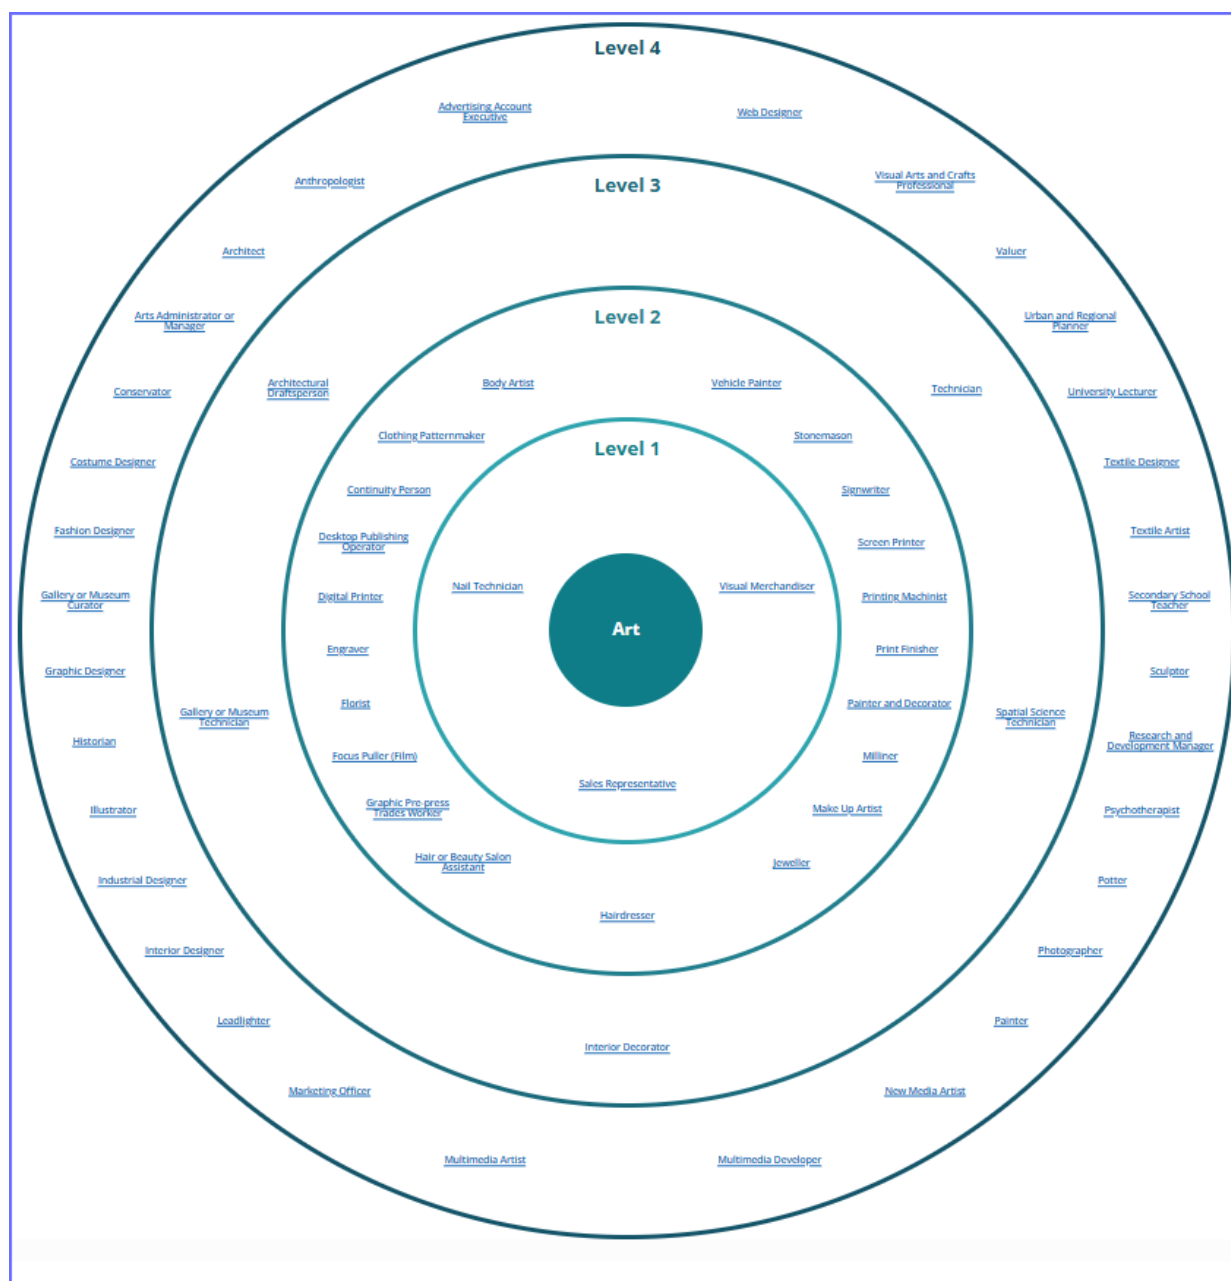 Level 4
Advertising Account
Executive
Web Designer
Anthropologist
Visual Arts and Crafts
Professional
Architect
Valuer
Arts Administrator or
Manager
Urban and Regional
Planner
Conservator
University Lecturer
Costume Designer
Textile Designer
Fashion Designer
Textile Artist
Gallery or Museum
Curator
Secondary School
Teacher
Graphic Designer
Sculptor
Historian
Research and
Development Manager
Illustrator
Psychotherapist
Industrial Designer
Potter
Interior Designer
Photographer
Leadlighter
Painter
Marketing Officer
New Media Artist
Multimedia Artist
Multimedia Developer
Level 3
Architectural
Draftsperson
Technician
Gallery or Museum
Technician
Spatial Science
Technician
Interior Decorator
Level 2
Body Artist
Vehicle Painter
Clothing Patternmaker
Stonemason
Continuity Person
Signwriter
Desktop Publishing
Operator
Screen Printer
Digital Printer
Printing Machinist
Engraver
Print Finisher
Florist
Painter and Decorator
Focus Puller (Film)
Milliner
Graphic Pre-press
Trades Worker
Make Up Artist
Hair or Beauty Salon
Assistant
Jeweller
Hairdresser
Level 1
Nail Technician
Visual Merchandiser
Sales Representative
Art